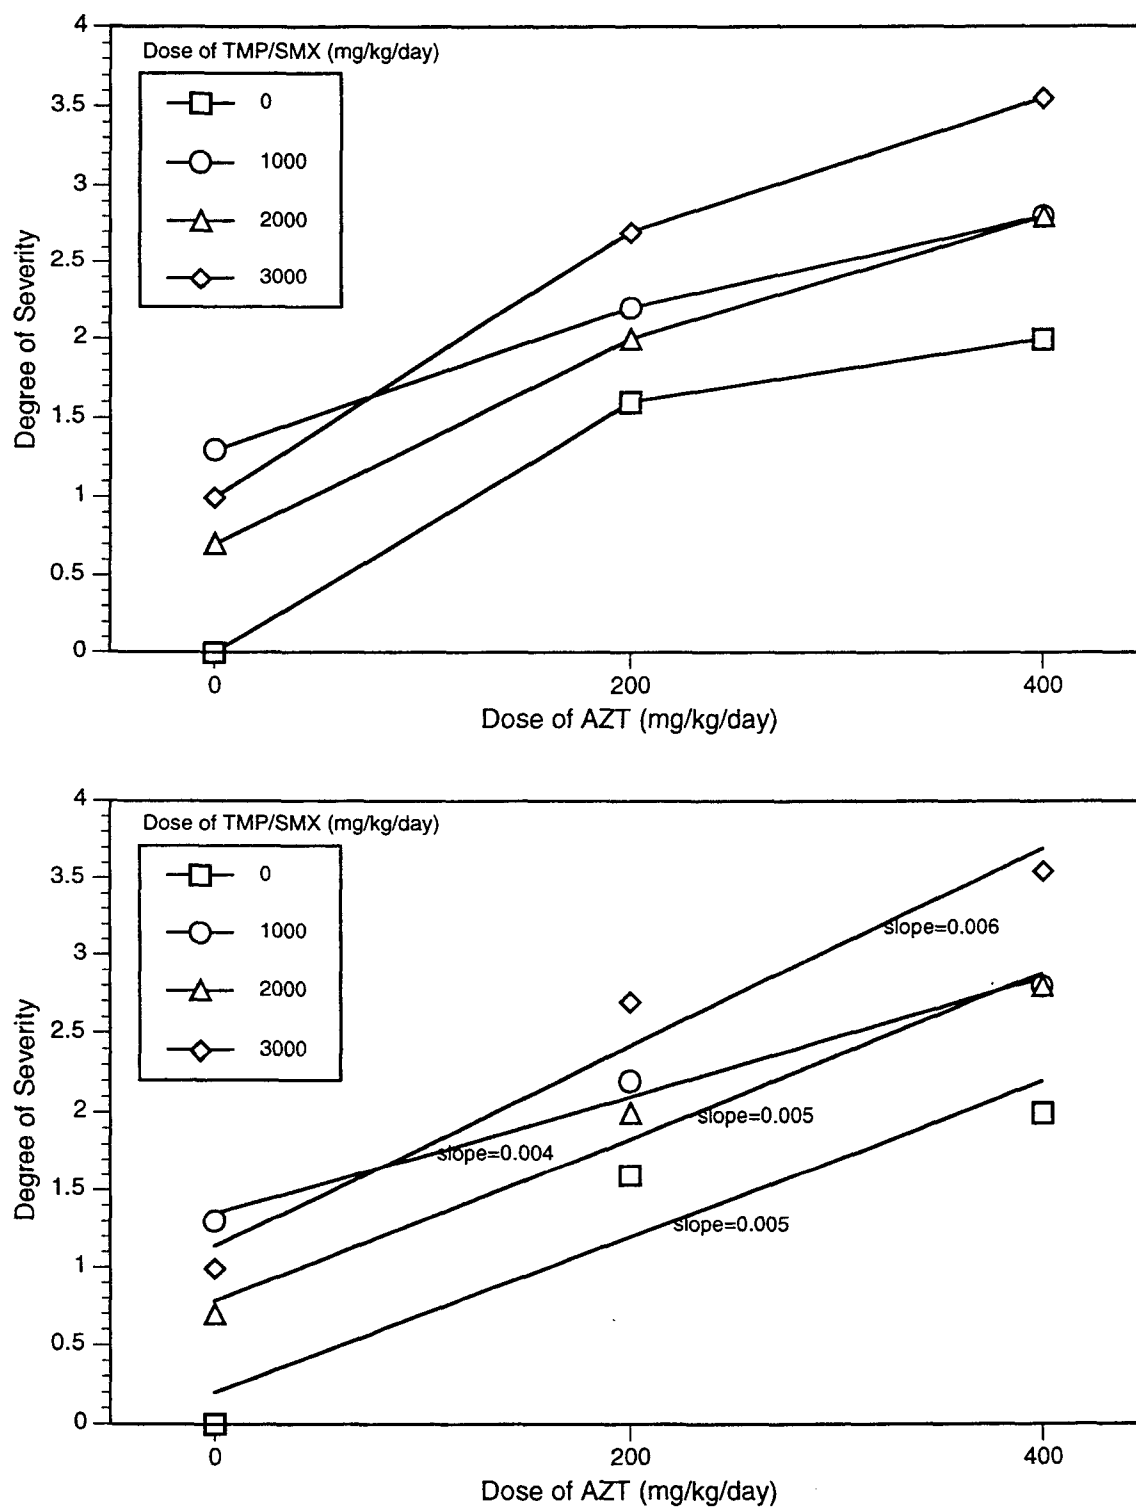 4
Dose of TMP/SMX (mg/kg/day)
0
3.5
1000
3
2000
2.5
3000
Degree of Severity
2
1.5
1
0.5
0
0 200 400
Dose of AZT (mg/kg/day)
4
Dose of TMP/SMX (mg/kg/day)
0
3.5
slope=0.006
1000
3
2000
2.5
3000
Degree of Severity
2
slope=0.005
slope=0.004
1.5
slope=0.005
1
0.5
0
0 200 400
Dose of AZT (mg/kg/day)